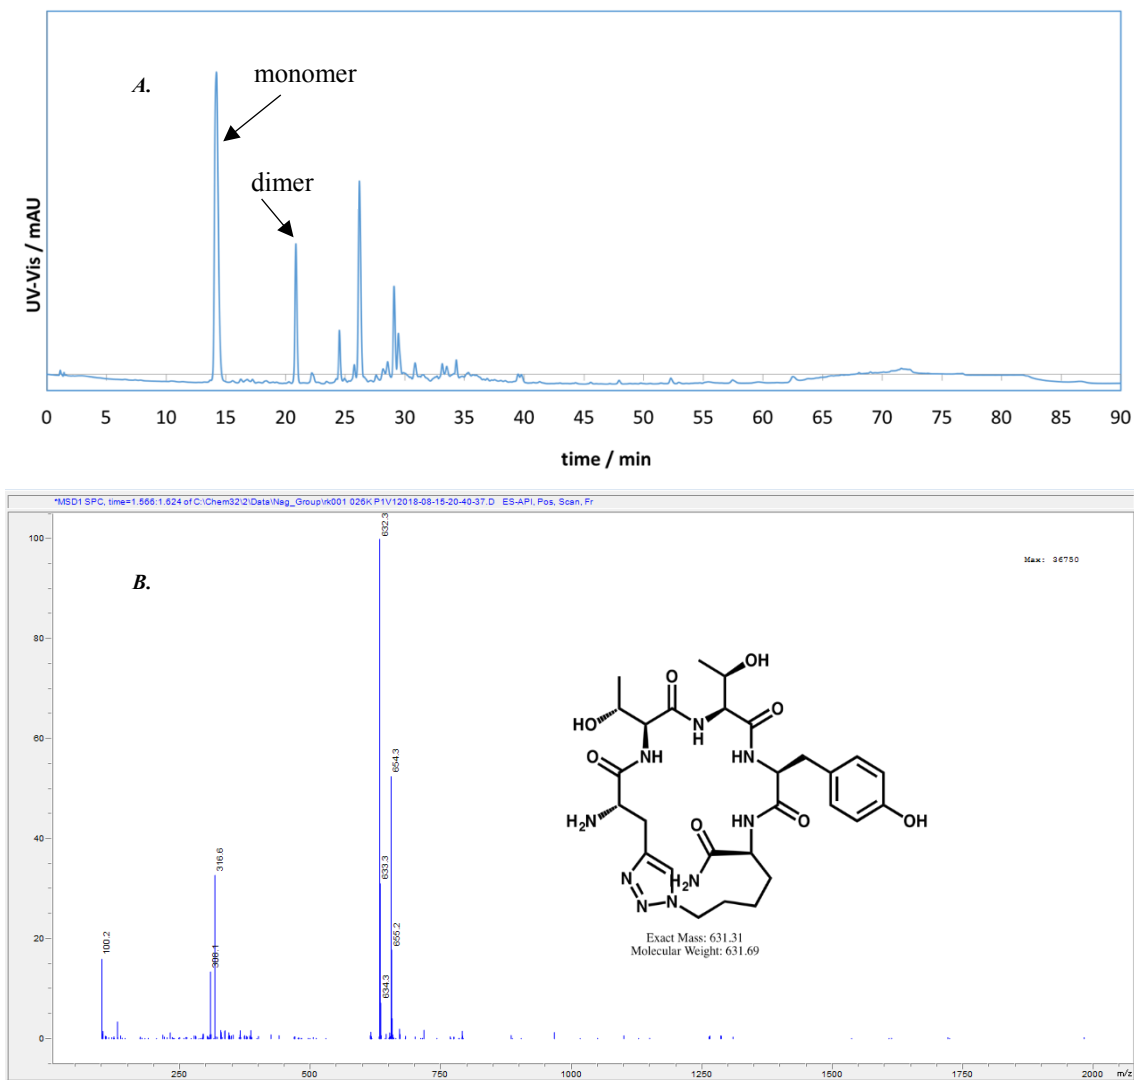 A.
monomer
dimer
UV-Vis / mAU
0 5 10 15 20 25 30 35 40 45 50 55 60 65 70 75 80 85 90
time / min
*MSD1 SPC, time=1.566:1.624 of C:\Chem32\2\Data\Nag_Group\rk001 026K P1V12018-08-15-20-40-37.D ES-API, Pos, Scan, Fr
B.
Max: 36750
100
80
60
40
20
0
100.2
316.6
632.3
633.3
634.3
654.3
655.2
OH
O
HO
N
H
O
NH
HN
O
O
H2N
HN
O
OH
O
H2N
N
N
N
Exact Mass: 631.31
Molecular Weight: 631.69
250 500 750 1000 1250 1500 1750 2000 m/z